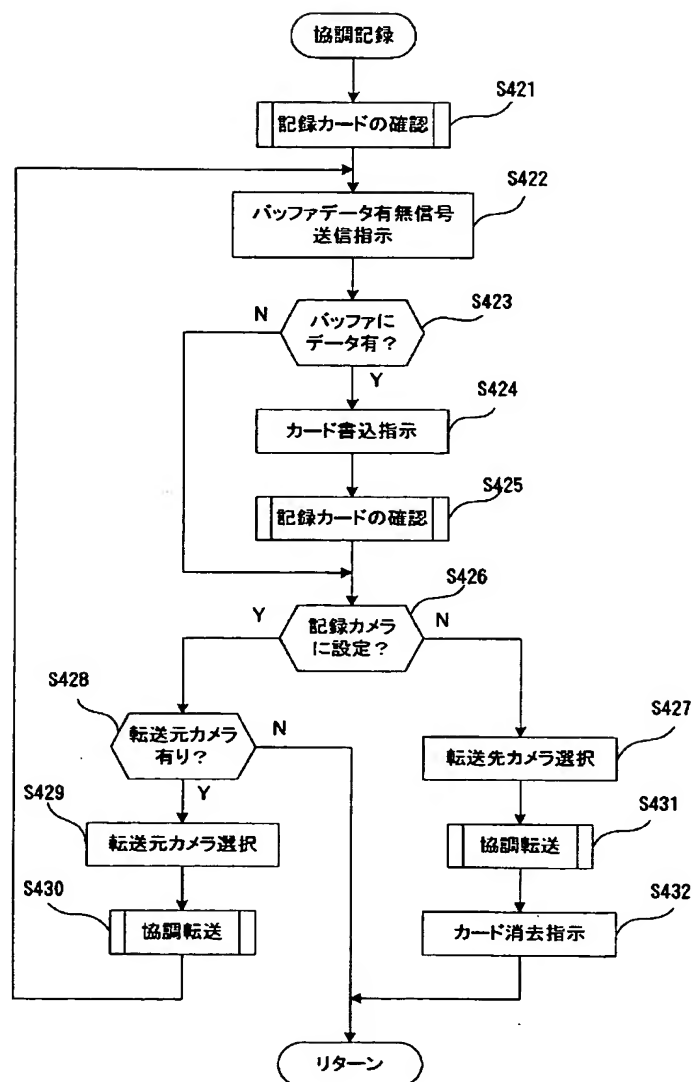 協調記録
S421
記録カードの確認
S422
バッファデータ有無信号
送信指示
S423
N
バッファに
データ有？
Y
S424
カード書込指示
S425
記録カードの確認
S426
Y
記録カメラ
に設定？
N
S428
転送元カメラ
有り？
N
Y
S427
転送先カメラ選択
S429
転送元カメラ選択
S431
協調転送
S430
協調転送
S432
カード消去指示
リターン